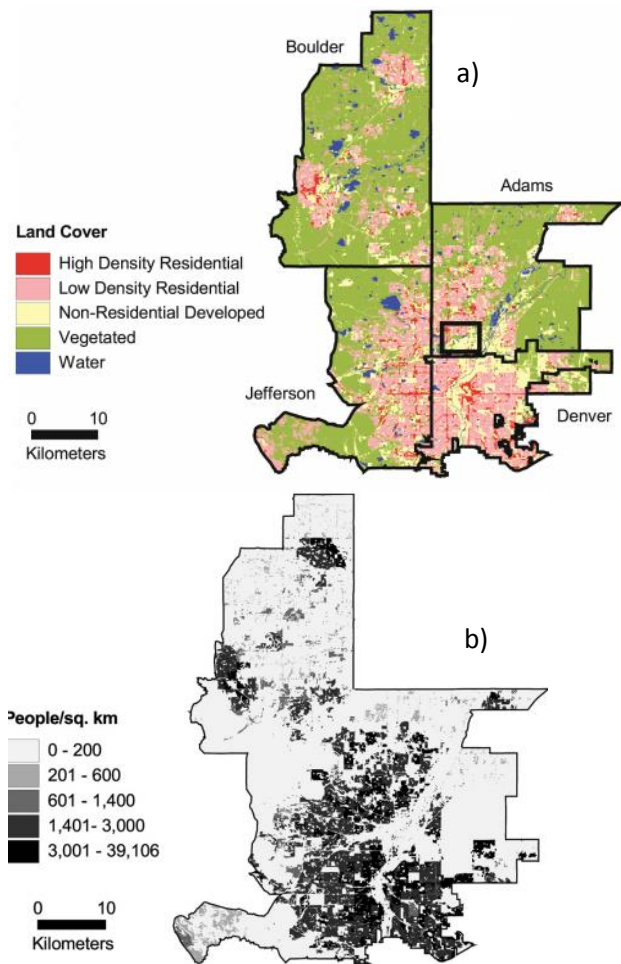 Boulder
a)
Adams
Land Cover
High Density Residential
Low Density Residential
Non-Residential Developed
Vegetated
Water
Jefferson
Denver
0 10
Kilometers
b)
People/sq. km
0 - 200
201 - 600
601 - 1,400
1,401- 3,000
3,001 - 39,106
0 10
Kilometers